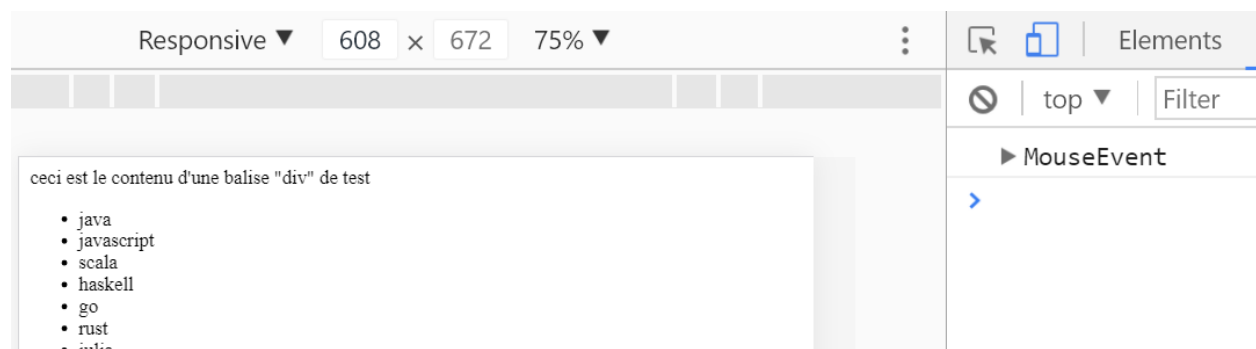 Responsive ▼ 608 × 672 75% ▼
Elements
top ▼ Filter
▶ MouseEvent
ceci est le contenu d'une balise "div" de test
• java
• javascript
• scala
• haskell
• go
• rust